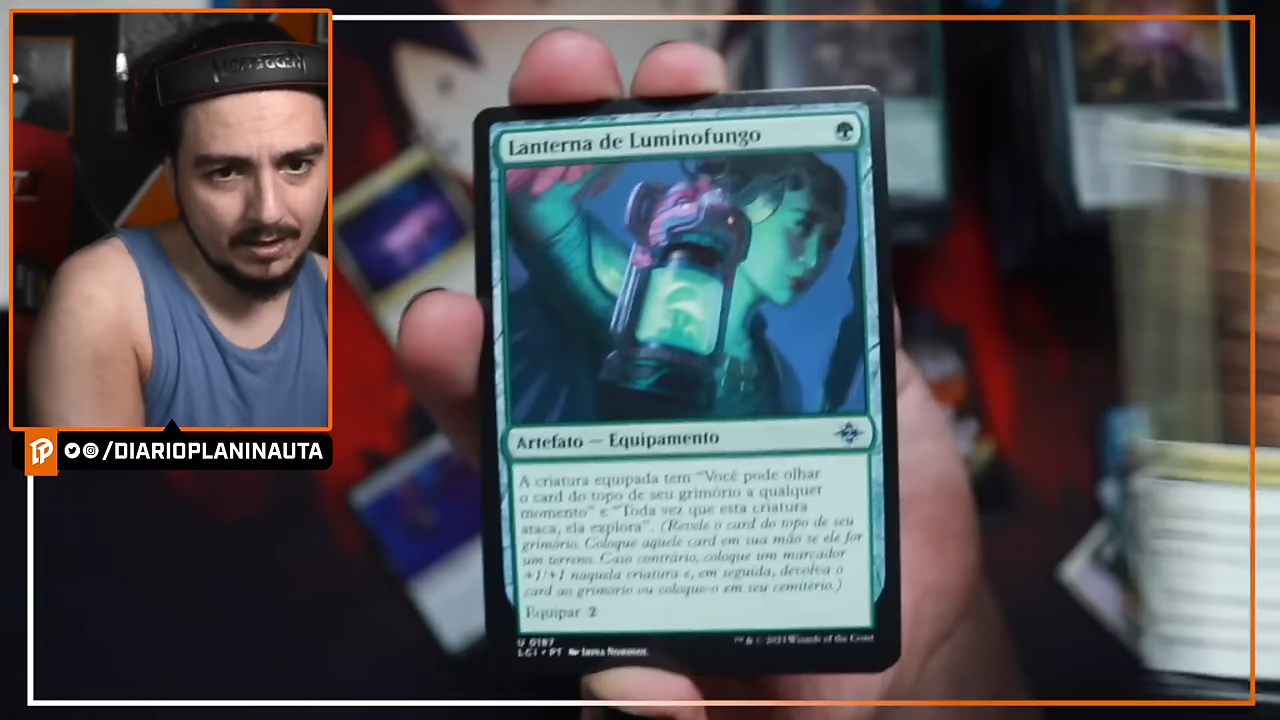 /DIARIOPLANINAUTA
Lanterna de Luminofungo
Artefato — Equipamento
A criatura equipada tem “Você pode olhar
o card do topo de seu grimório a qualquer
momento” e “Toda vez que esta criatura
ataca, ela explora”. (Revele o card do topo de seu
grimório. Coloque aquele card em sua mão se ele for
um terreno. Caso contrário, coloque um marcador
+1/+1 naquela criatura e, em seguida, devolva o
card ao grimório ou coloque-o em seu cemitério.)
Equipar 2
U 0187
LCI • PT
™ & © 2023 Wizards of the Coast